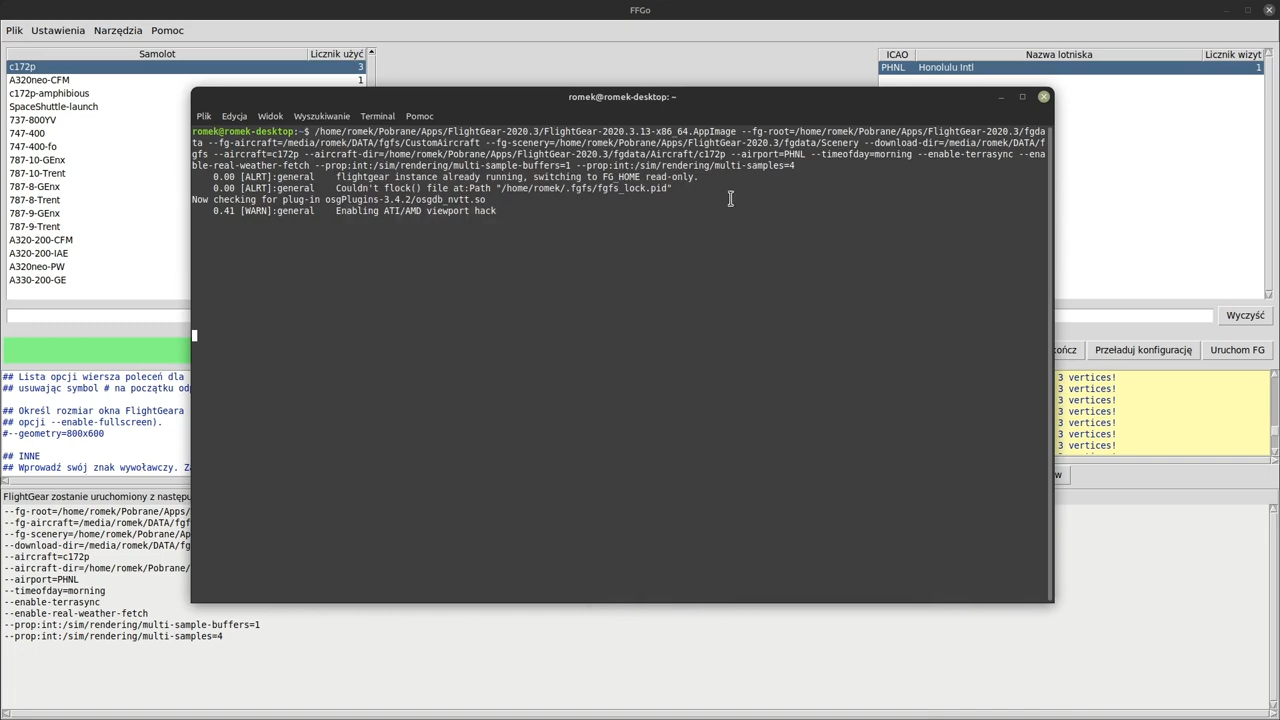 FFGo
Plik Ustawienia Narzędzia Pomoc
Samolot Licznik użyć
c172p 3
A320neo-CFM 1
c172p-amphibious
SpaceShuttle-launch
737-800YV
747-400
747-400-fo
787-10-GEnx
787-10-Trent
787-8-GEnx
787-8-Trent
787-9-GEnx
787-9-Trent
A320-200-CFM
A320-200-IAE
A320neo-PW
A330-200-GE
ICAO Nazwa lotniska Licznik wizyt
PHNL Honolulu Intl 1
romek@romek-desktop: ~
Plik Edycja Widok Wyszukiwanie Terminal Pomoc
romek@romek-desktop:~$ /home/romek/Pobrane/Apps/FlightGear-2020.3/FlightGear-2020.3.13-x86_64.AppImage --fg-root=/home/romek/Pobrane/Apps/FlightGear-2020.3/fgda
ta --fg-aircraft=/media/romek/DATA/fgfs/CustomAircraft --fg-scenery=/home/romek/Pobrane/Apps/FlightGear-2020.3/fgdata/Scenery --download-dir=/media/romek/DATA/f
gfs --aircraft=c172p --aircraft-dir=/home/romek/Pobrane/Apps/FlightGear-2020.3/fgdata/Aircraft/c172p --airport=PHNL --timeofday=morning --enable-terrasync --ena
ble-real-weather-fetch --prop:int:/sim/rendering/multi-sample-buffers=1 --prop:int:/sim/rendering/multi-samples=4
0.00 [ALRT]:general flightgear instance already running, switching to FG_HOME read-only.
0.00 [ALRT]:general Couldn't flock() file at:Path "/home/romek/.fgfs/fgfs_lock.pid"
Now checking for plug-in osgPlugins-3.4.2/osgdb_nvtt.so
0.41 [WARN]:general Enabling ATI/AMD viewport hack
Wyczyść
kończ Przeładuj konfigurację Uruchom FG
## Lista opcji wiersza poleceń dla
## usuwając symbol # na początku od
## Określ rozmiar okna FlightGeara
## opcji --enable-fullscreen).
#--geometry=800x600
## INNE
## Wprowadź swój znak wywoławczy. Z
3 vertices!
3 vertices!
3 vertices!
3 vertices!
3 vertices!
3 vertices!
3 vertices!
w
FlightGear zostanie uruchomiony z następu
--fg-root=/home/romek/Pobrane/Apps
--fg-aircraft=/media/romek/DATA/fgf
--fg-scenery=/home/romek/Pobrane/Ap
--download-dir=/media/romek/DATA/fg
--aircraft=c172p
--aircraft-dir=/home/romek/Pobrane/
--airport=PHNL
--timeofday=morning
--enable-terrasync
--enable-real-weather-fetch
--prop:int:/sim/rendering/multi-sample-buffers=1
--prop:int:/sim/rendering/multi-samples=4